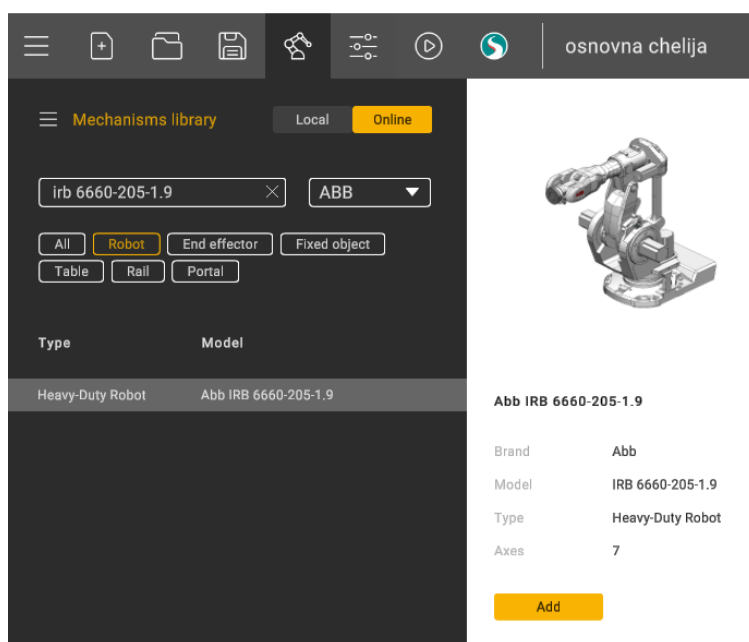 osnovna chelija
Mechanisms library
Local
Online
irb 6660-205-1.9
ABB
All
Robot
End effector
Fixed object
Table
Rail
Portal
Type
Model
Heavy-Duty Robot
Abb IRB 6660-205-1.9
Abb IRB 6660-205-1.9
Brand
Abb
Model
IRB 6660-205-1.9
Type
Heavy-Duty Robot
Axes
7
Add